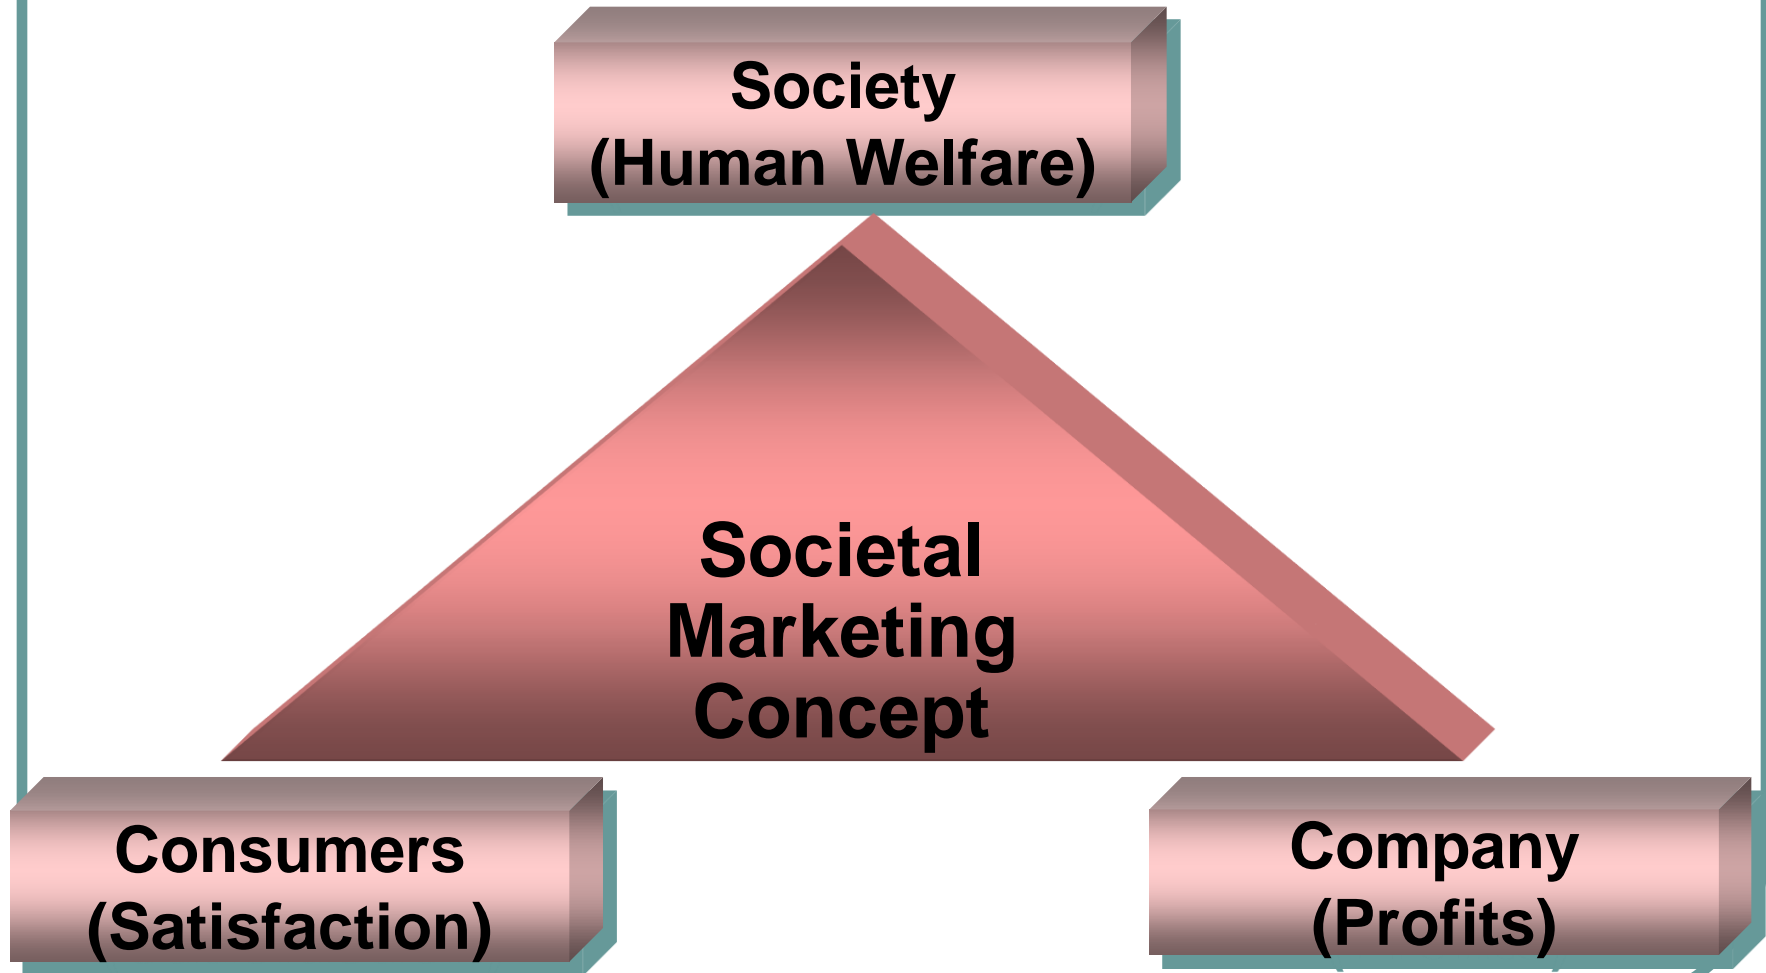 Society
(Human Welfare)
Societal
Marketing
Concept
Consumers
(Satisfaction)
Company
(Profits)